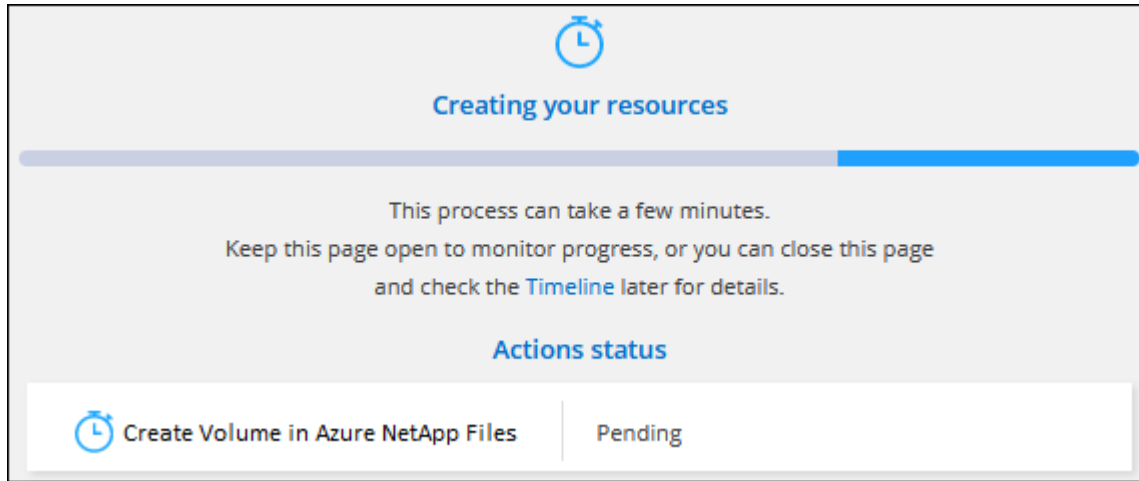 Creating your resources
This process can take a few minutes.
Keep this page open to monitor progress, or you can close this page
and check the Timeline later for details.
Actions status
Create Volume in Azure NetApp Files
Pending